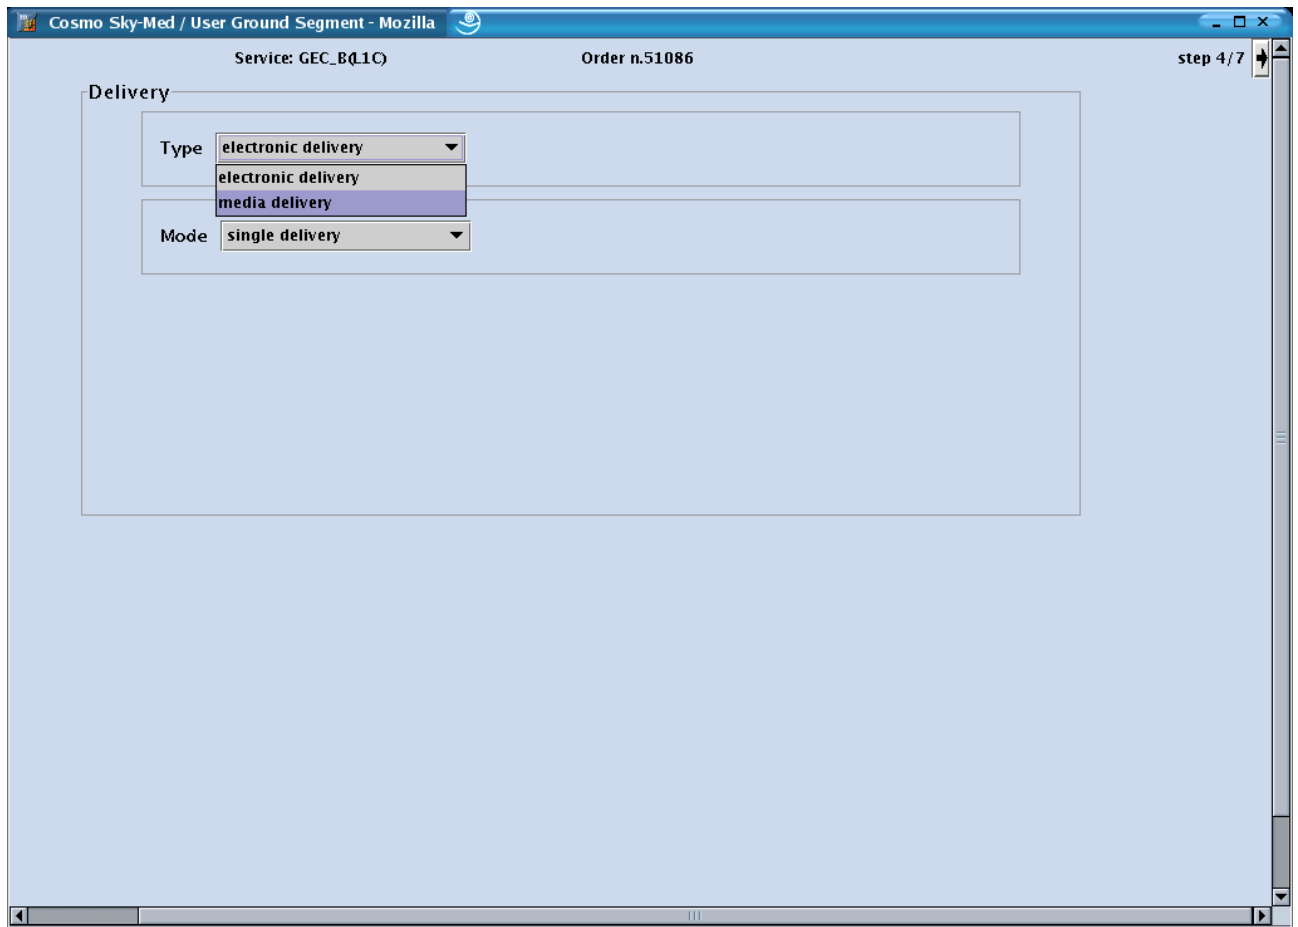 Cosmo Sky-Med / User Ground Segment - Mozilla
Service: GEC_B(L1C) Order n.51086 step 4/7
Delivery
Type electronic delivery
electronic delivery
media delivery
Mode single delivery